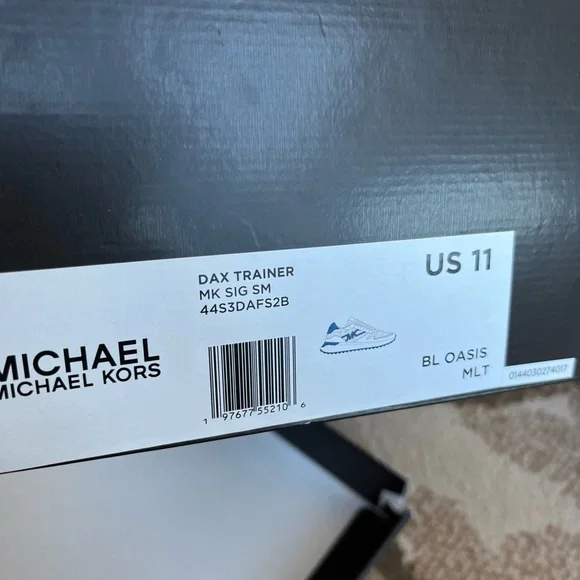 DAX TRAINER
MK SIG SM
44S3DAFS2B
US 11
MICHAEL
MICHAEL KORS
1 97677 55210 6
BL OASIS
MLT
0144030274017